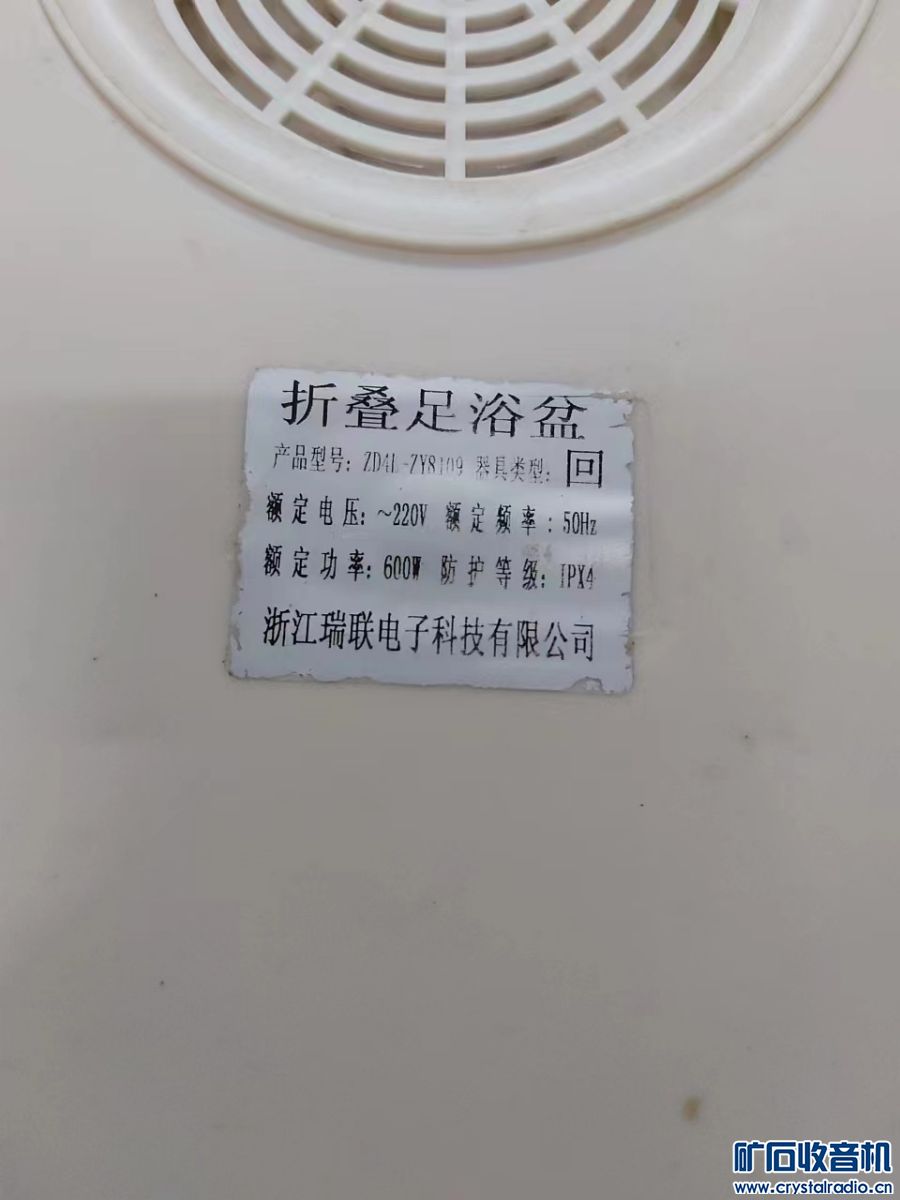 折叠足浴盆
产品型号: ZD4L-ZY8109 器具类型: 回
额定电压: ~220V 额定频率: 50Hz
额定功率: 600W 防护等级: IPX4
浙江瑞联电子科技有限公司
矿石收音机
www.crystalradio.cn